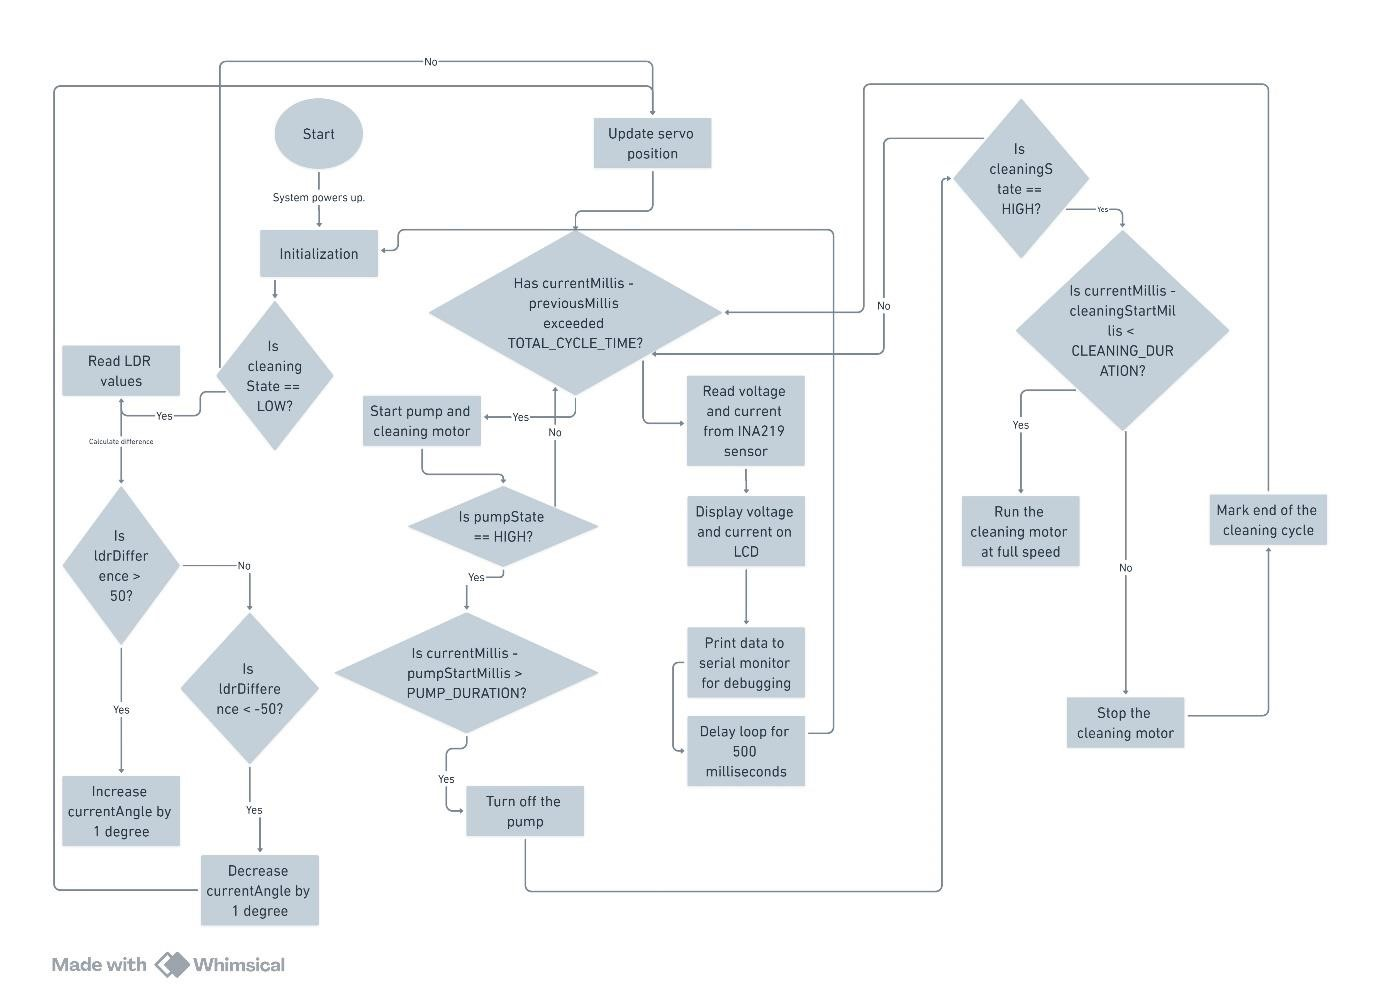 No
Start
System powers up.
Initialization
Is
cleaning
State ==
LOW?
Yes
Read LDR
values
Calculate difference
Is
ldrDiffer
ence >
50?
No
Yes
Increase
currentAngle by
1 degree
Is
ldrDiffere
nce < -50?
Yes
Decrease
currentAngle by
1 degree
Update servo
position
Has currentMillis -
previousMillis
exceeded
TOTAL_CYCLE_TIME?
Yes
Start pump and
cleaning motor
No
Is pumpState
== HIGH?
Yes
Is currentMillis -
pumpStartMillis >
PUMP_DURATION?
Yes
Turn off the
pump
Read voltage
and current
from INA219
sensor
Display voltage
and current on
LCD
Print data to
serial monitor
for debugging
Delay loop for
500
milliseconds
Is
cleaningS
tate ==
HIGH?
No
Yes
Is currentMillis -
cleaningStartMil
lis <
CLEANING_DUR
ATION?
Yes
Run the
cleaning motor
at full speed
No
Stop the
cleaning motor
Mark end of the
cleaning cycle
Made with Whimsical